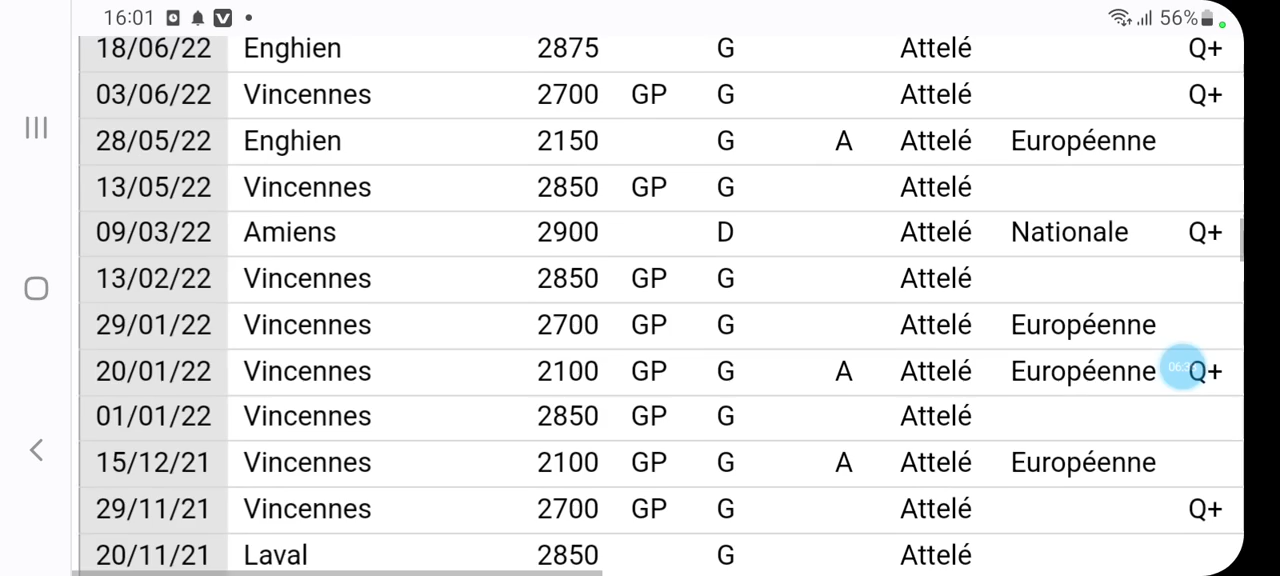 16:01 56%
18/06/22 Enghien 2875 G Attelé Q+
03/06/22 Vincennes 2700 GP G Attelé Q+
28/05/22 Enghien 2150 G A Attelé Européenne
13/05/22 Vincennes 2850 GP G Attelé
09/03/22 Amiens 2900 D Attelé Nationale Q+
13/02/22 Vincennes 2850 GP G Attelé
29/01/22 Vincennes 2700 GP G Attelé Européenne
20/01/22 Vincennes 2100 GP G A Attelé Européenne Q+
01/01/22 Vincennes 2850 GP G Attelé
15/12/21 Vincennes 2100 GP G A Attelé Européenne
29/11/21 Vincennes 2700 GP G Attelé Q+
20/11/21 Laval 2850 G Attelé